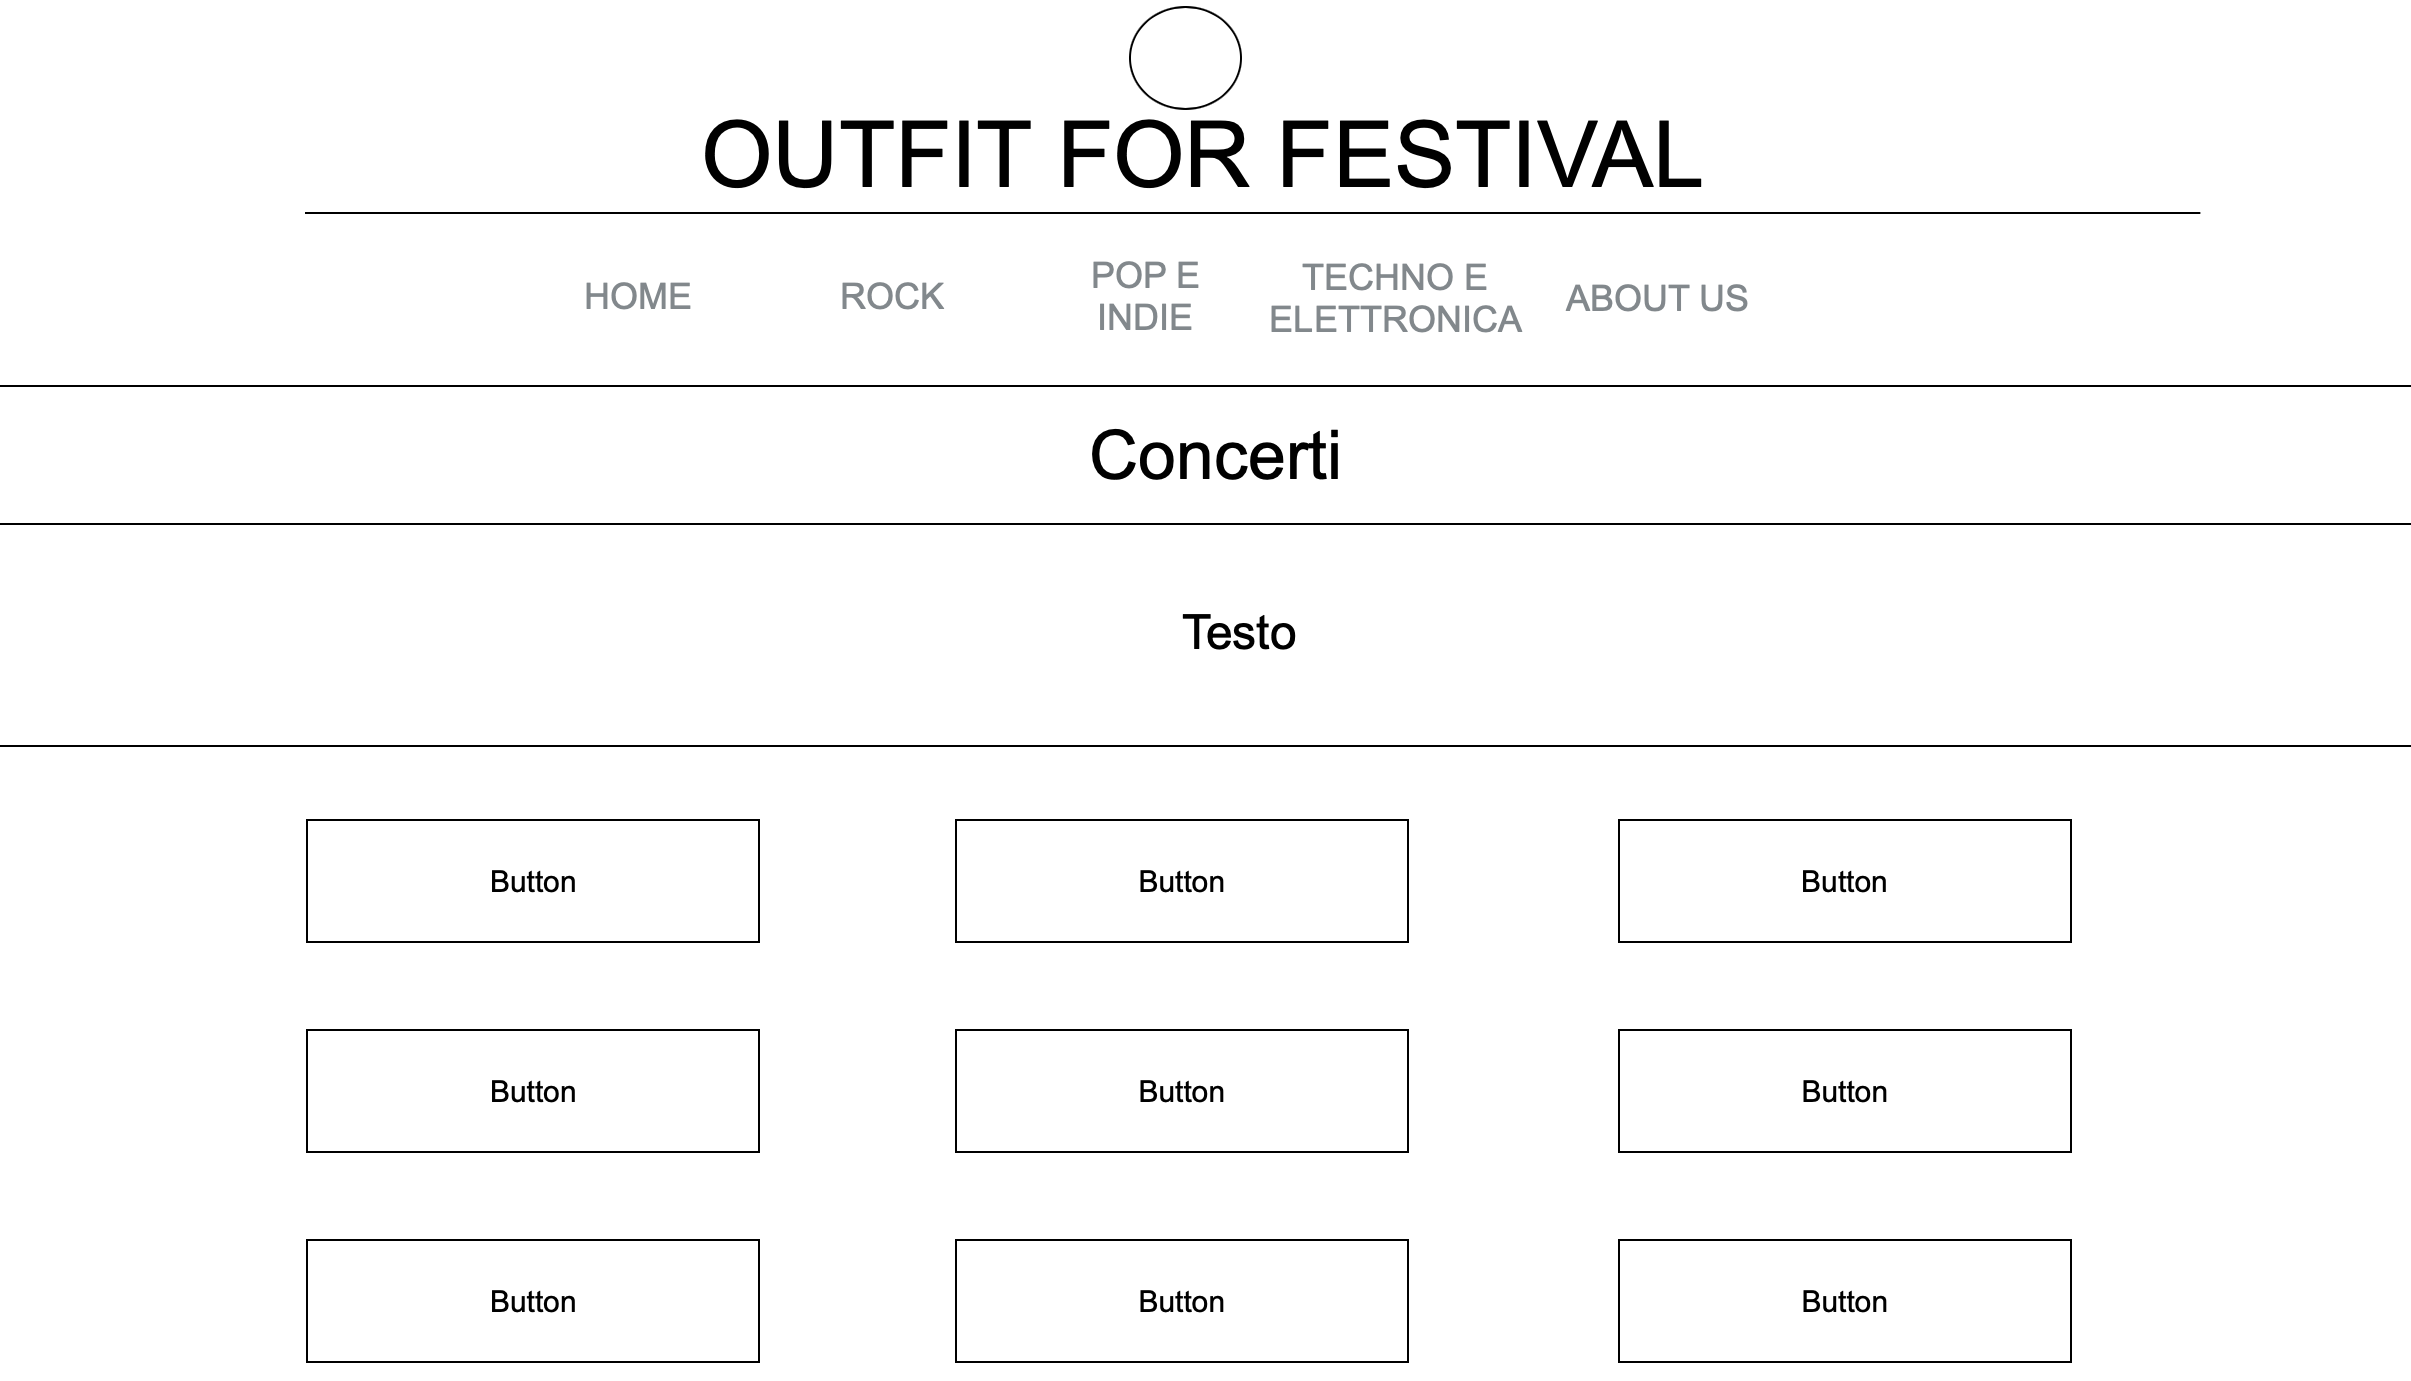 OUTFIT FOR FESTIVAL
HOME
ROCK
POP E
INDIE
TECHNO E
ELETTRONICA
ABOUT US
Concerti
Testo
Button
Button
Button
Button
Button
Button
Button
Button
Button